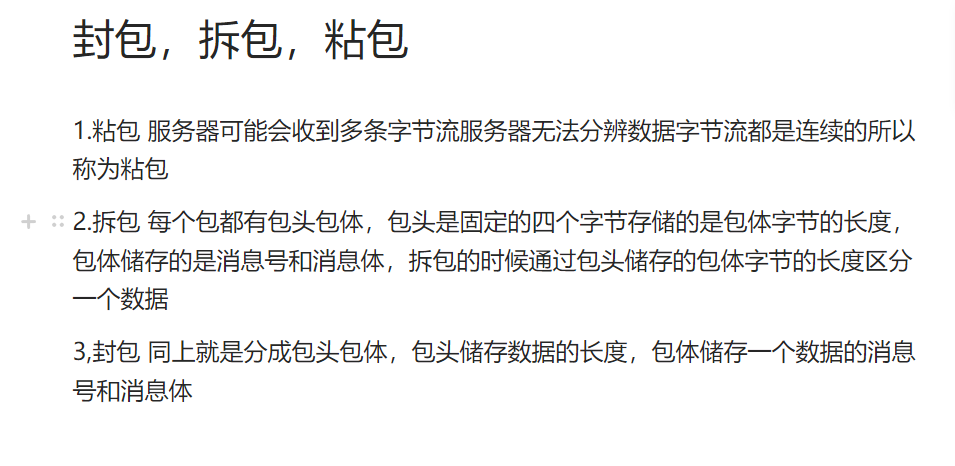 封包，拆包，粘包
1.粘包 服务器可能会收到多条字节流服务器无法分辨数据字节流都是连续的所以
称为粘包
2.拆包 每个包都有包头包体，包头是固定的四个字节存储的是包体字节的长度，
包体储存的是消息号和消息体，拆包的时候通过包头储存的包体字节的长度区分
一个数据
3,封包 同上就是分成包头包体，包头储存数据的长度，包体储存一个数据的消息
号和消息体